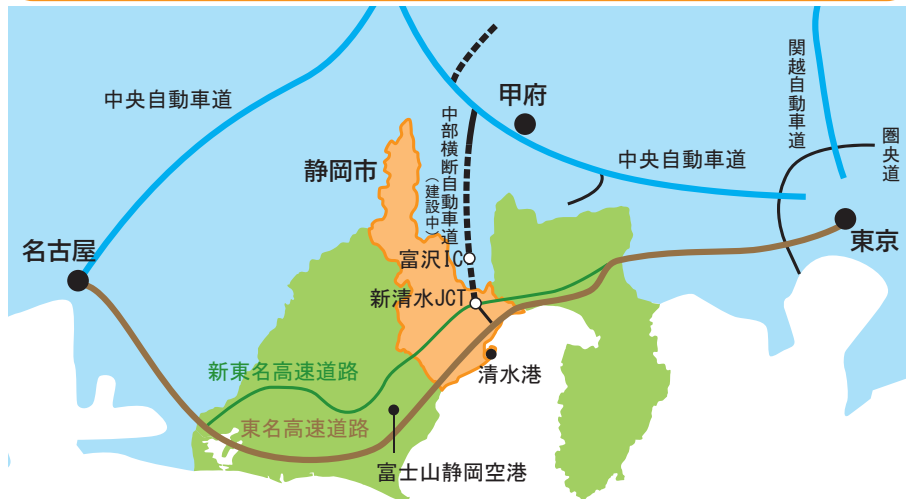 関越自動車道
中央自動車道
甲府
中部横断自動車道
（建設中）
圏央道
静岡市
中央自動車道
名古屋
東京
富沢IC
新清水JCT
新東名高速道路
清水港
東名高速道路
富士山静岡空港